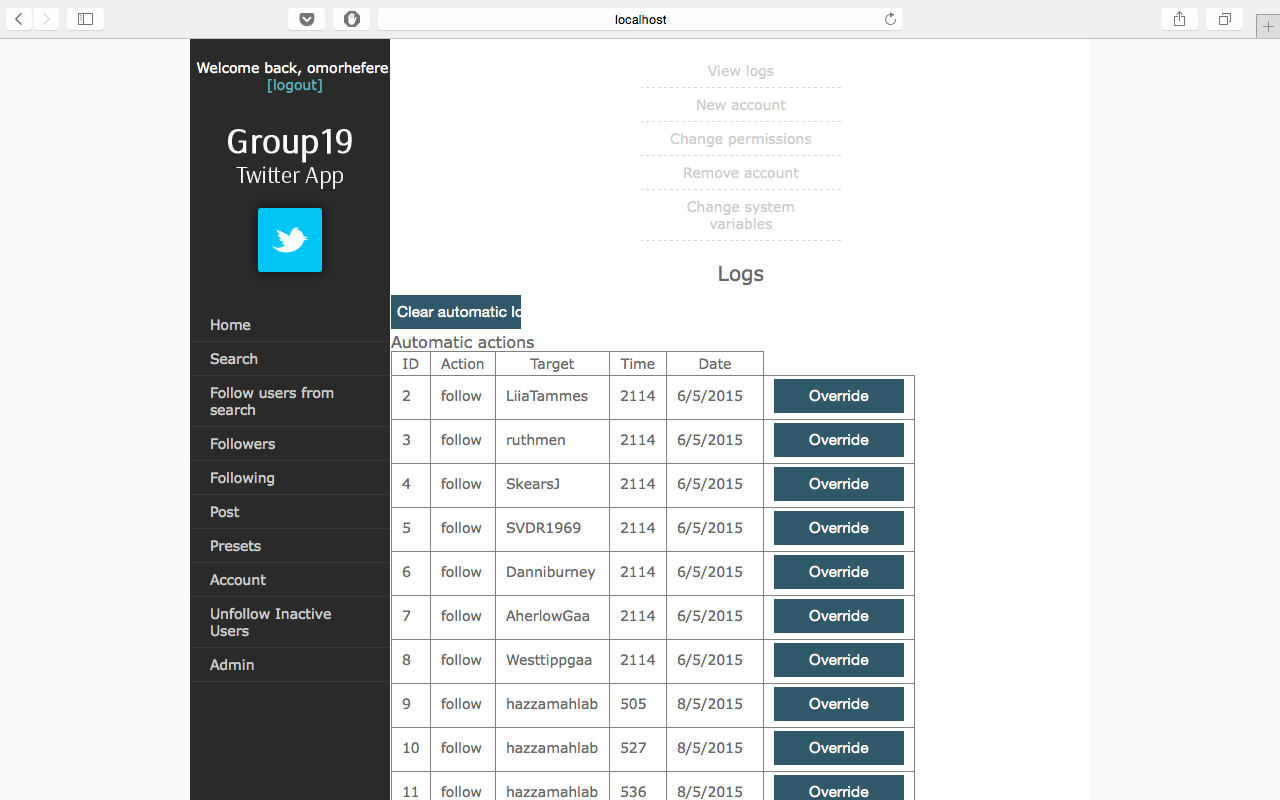 localhost
Welcome back, omorhefere
[logout]
Group19
Twitter App
Home
Search
Follow users from
search
Followers
Following
Post
Presets
Account
Unfollow Inactive
Users
Admin
View logs
New account
Change permissions
Remove account
Change system
variables
Logs
Clear automatic lo
Automatic actions
ID Action Target Time Date
2 follow LiiaTammes 2114 6/5/2015 Override
3 follow ruthmen 2114 6/5/2015 Override
4 follow SkearsJ 2114 6/5/2015 Override
5 follow SVDR1969 2114 6/5/2015 Override
6 follow Danniburney 2114 6/5/2015 Override
7 follow AherlowGaa 2114 6/5/2015 Override
8 follow Westtippgaa 2114 6/5/2015 Override
9 follow hazzamahlab 505 8/5/2015 Override
10 follow hazzamahlab 527 8/5/2015 Override
11 follow hazzamahlab 536 8/5/2015 Override